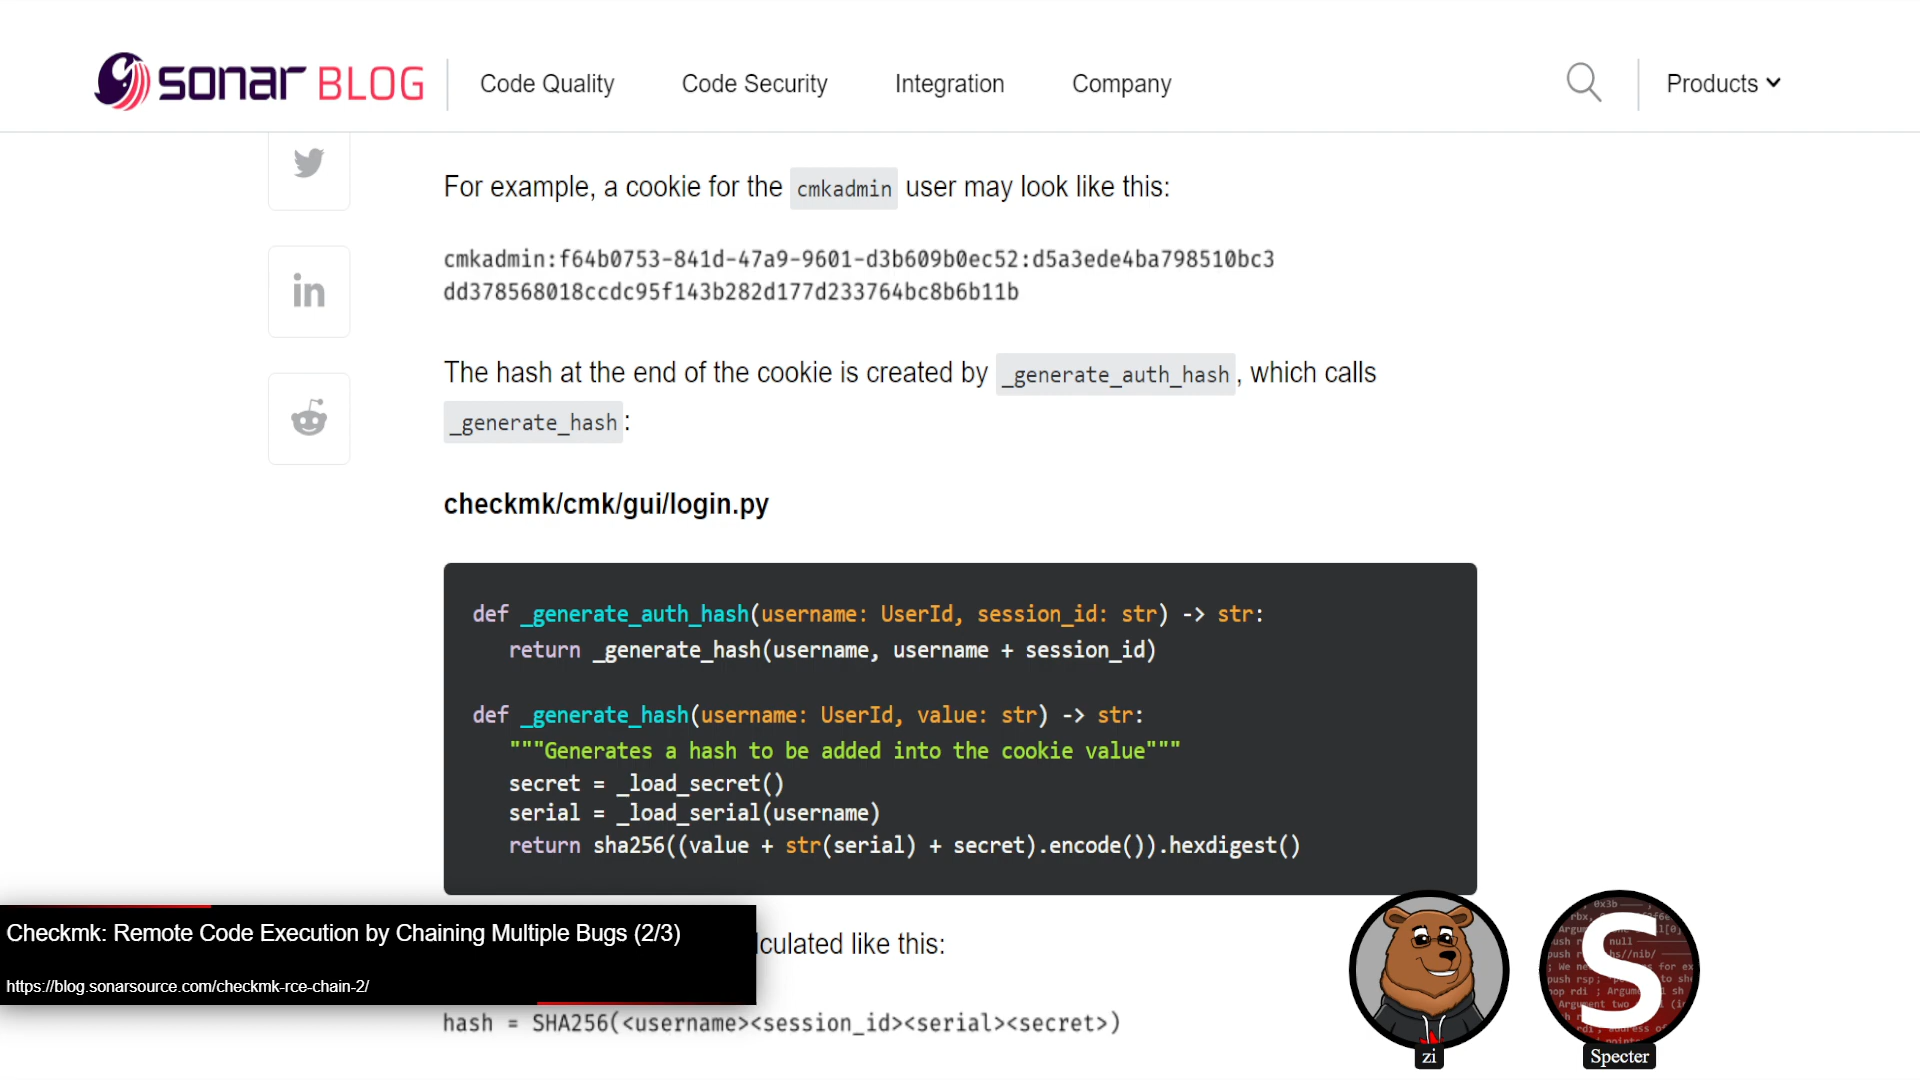 sonar BLOG
Code Quality
Code Security
Integration
Company
Products
For example, a cookie for the cmkadmin user may look like this:
cmkadmin:f64b0753-841d-47a9-9601-d3b609b0ec52:d5a3ede4ba798510bc3
dd378568018ccdc95f143b282d177d233764bc8b6b11b
The hash at the end of the cookie is created by _generate_auth_hash, which calls
_generate_hash:
checkmk/cmk/gui/login.py
def _generate_auth_hash(username: UserId, session_id: str) -> str:
return _generate_hash(username, username + session_id)
def _generate_hash(username: UserId, value: str) -> str:
"""Generates a hash to be added into the cookie value"""
secret = _load_secret()
serial = _load_serial(username)
return sha256((value + str(serial) + secret).encode()).hexdigest()
Checkmk: Remote Code Execution by Chaining Multiple Bugs (2/3)
https://blog.sonarsource.com/checkmk-rce-chain-2/
lculated like this:
hash = SHA256(<username><session_id><serial><secret>)
zi
S
Specter